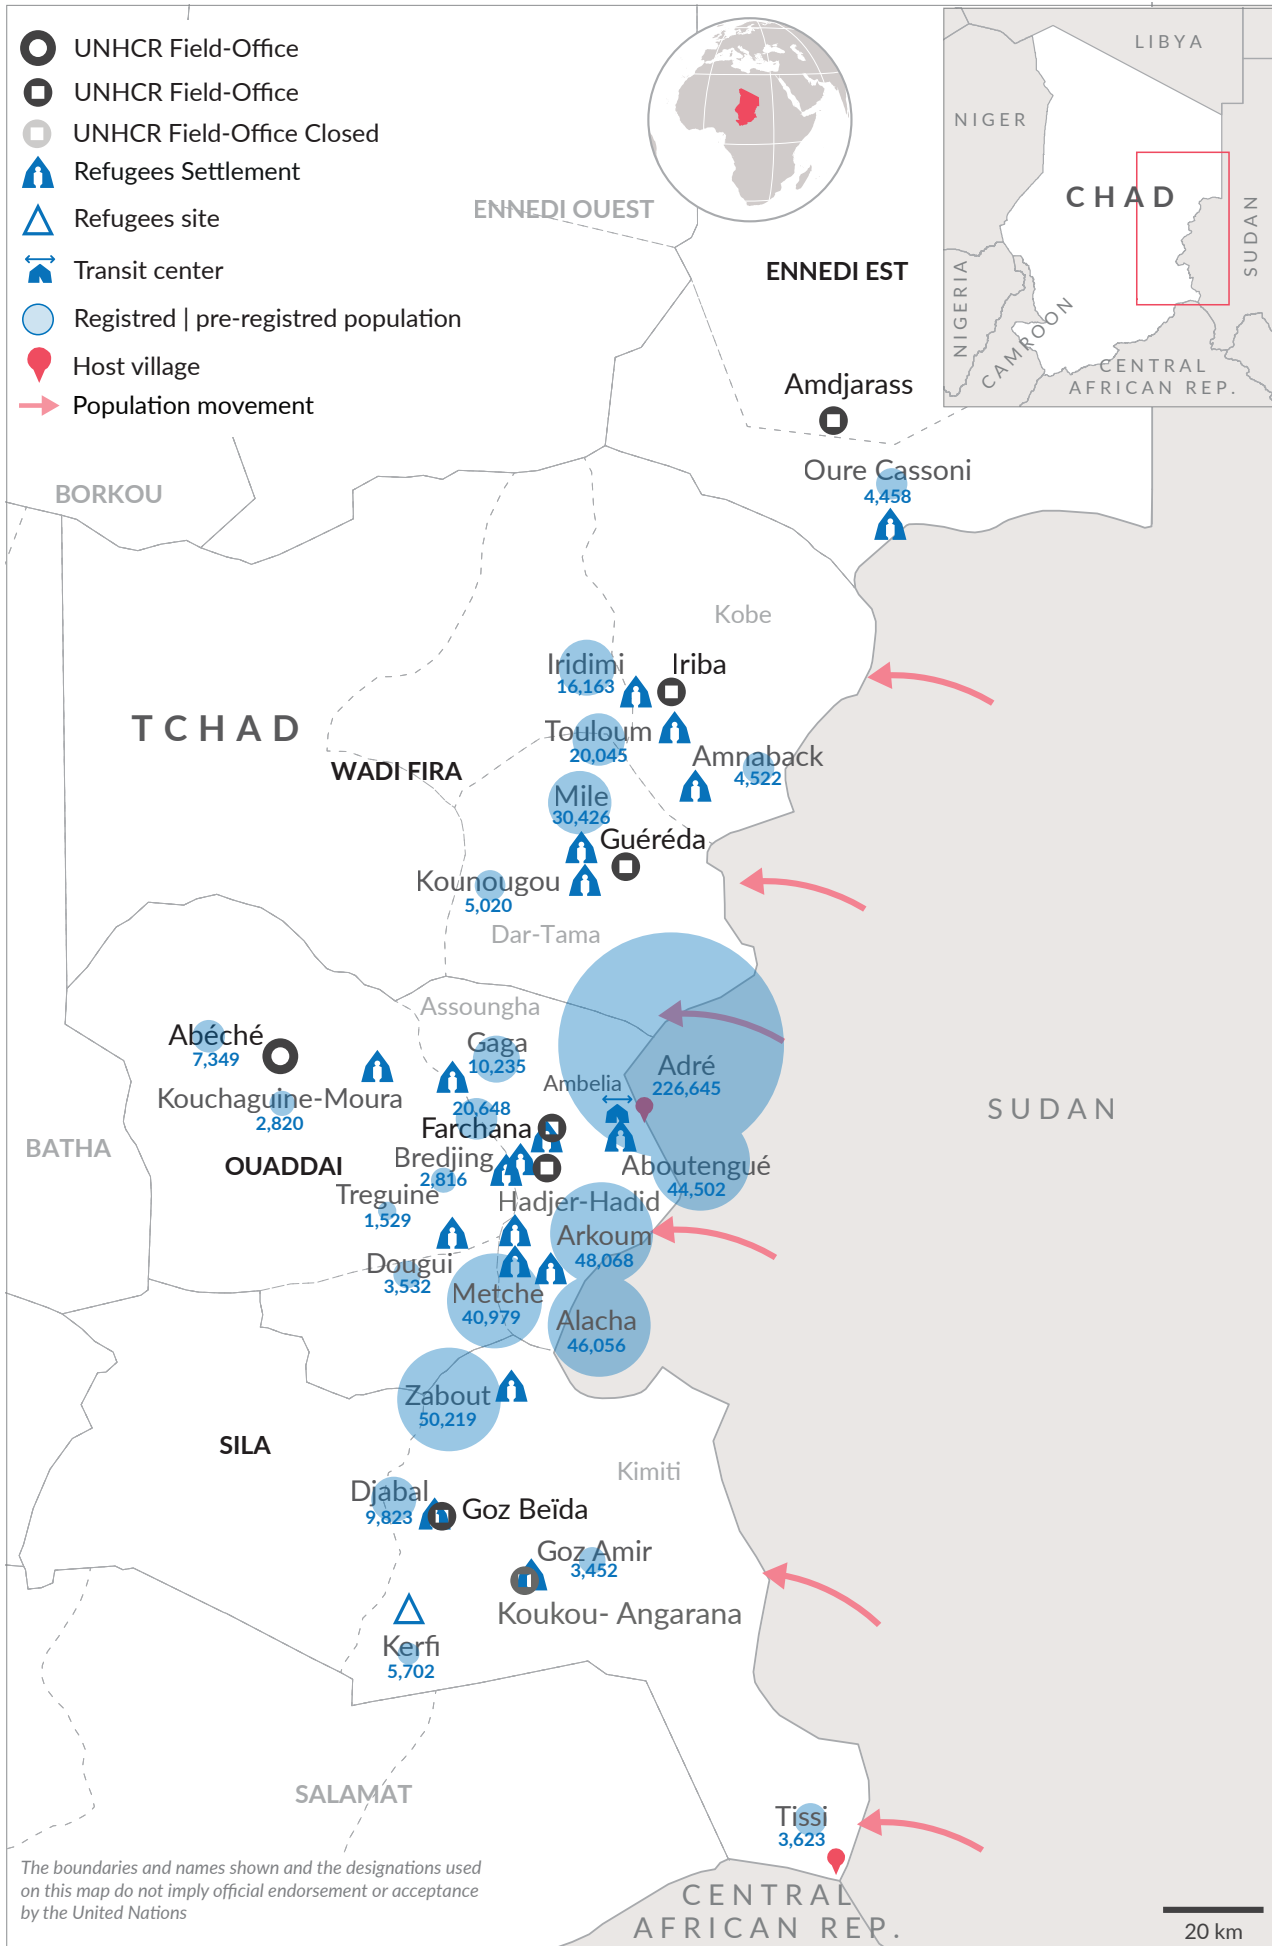 UNHCR Field-Office
UNHCR Field-Office
UNHCR Field-Office Closed
Refugees Settlement
Refugees site
Transit center
Registred | pre-registred population
Host village
Population movement
LIBYA
NIGER
CHAD
SUDAN
NIGERIA
CAMROON
CENTRAL
AFRICAN REP.
ENNEDI OUEST
ENNEDI EST
Amdjarass
Oure Cassoni
4,458
BORKOU
Kobe
Iridimi
16,163
Iriba
TCHAD
Touloum
20,045
Amnaback
4,522
WADI FIRA
Mile
30,426
Guéréda
Kounougou
5,020
Dar-Tama
Assoungha
Abéché
7,349
Gaga
10,235
Adré
226,645
Ambelia
Kouchaguine-Moura
2,820
20,648
Farchana
SUDAN
BATHA
OUADDAI
Bredjing
2,816
Aboutengué
44,502
Treguine
1,529
Hadjer-Hadid
Arkoum
48,068
Dougui
3,532
Metche
40,979
Alacha
46,056
Zabout
50,219
SILA
Kimiti
Djabal
9,823
Goz Beïda
Goz Amir
3,452
Koukou- Angarana
Kerfi
5,702
SALAMAT
Tissi
3,623
The boundaries and names shown and the designations used
on this map do not imply official endorsement or acceptance
by the United Nations
CENTRAL
AFRICAN REP.
20 km